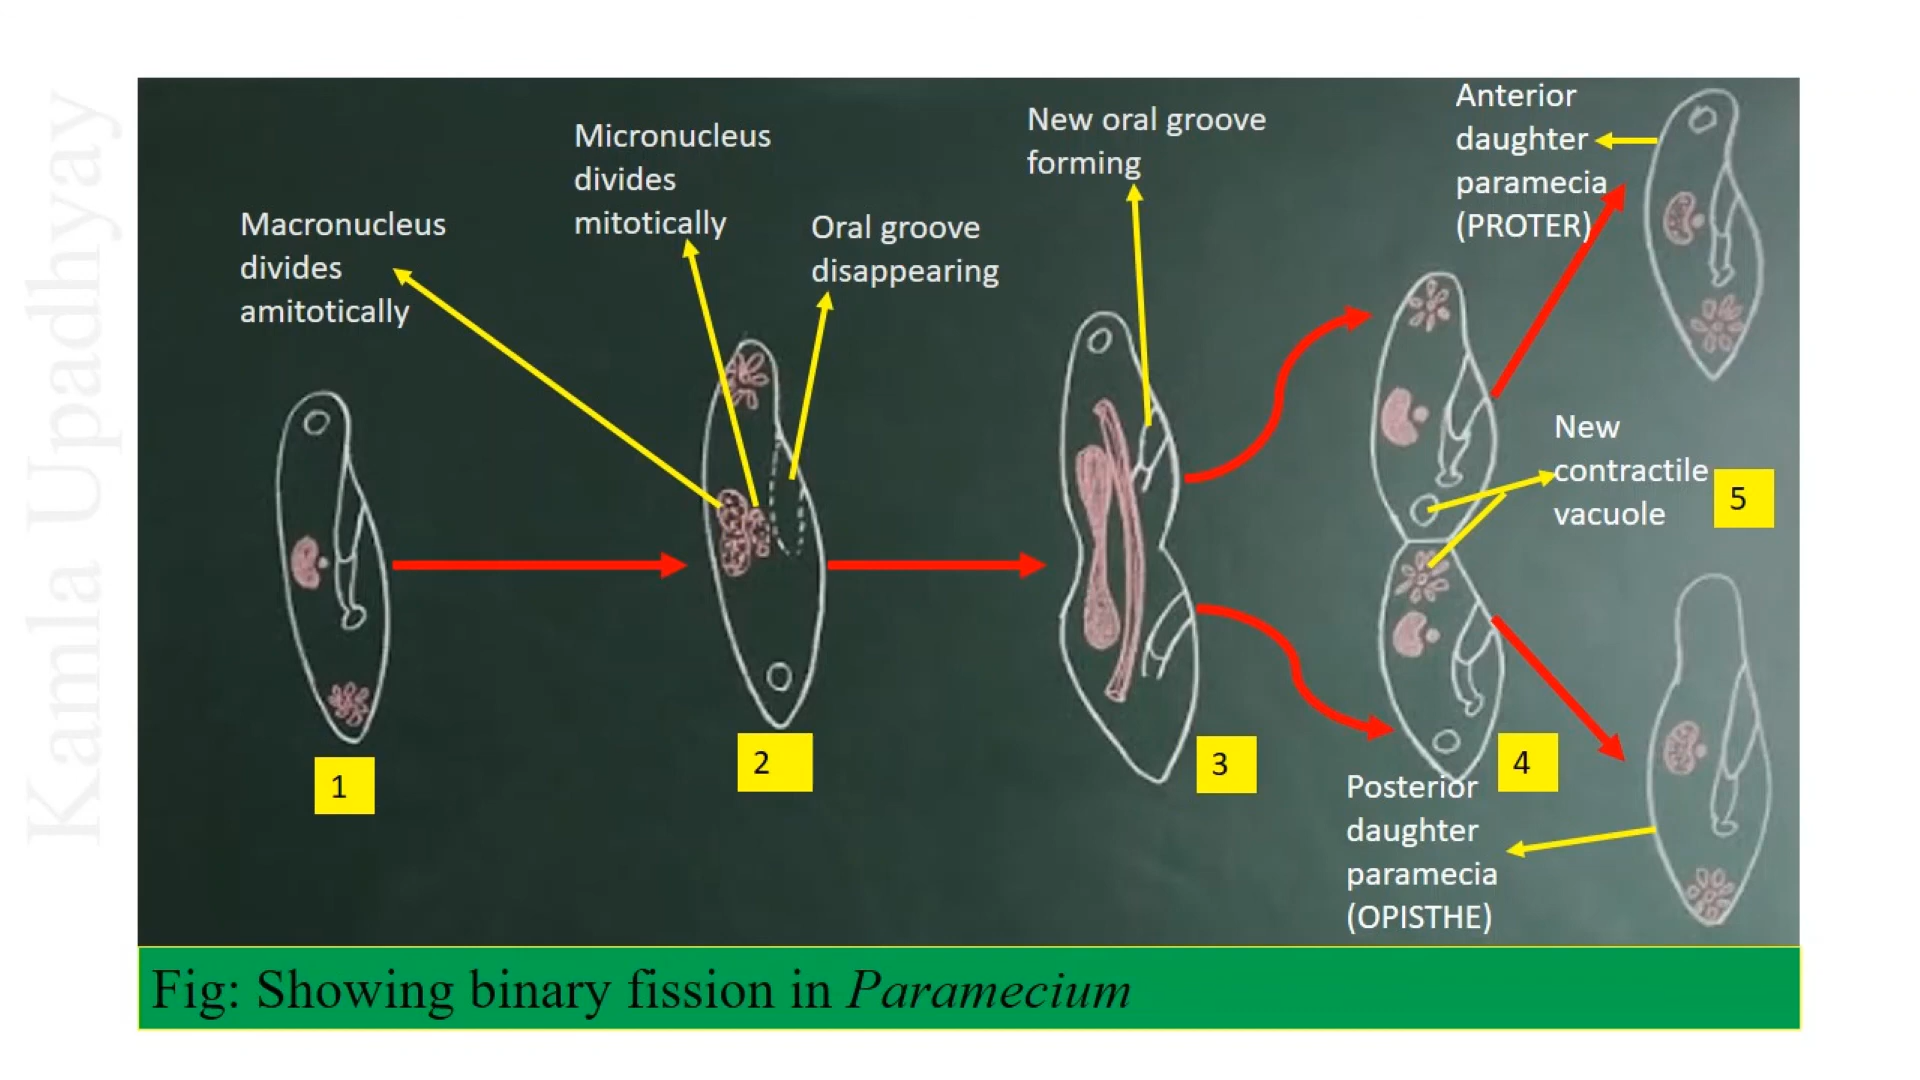 Kamla Upadhyay
Macronucleus
divides
amitotically
Micronucleus
divides
mitotically
Oral groove
disappearing
New oral groove
forming
Anterior
daughter
paramecia
(PROTER)
New
contractile
vacuole
5
Posterior
daughter
paramecia
(OPISTHE)
1
2
3
4
Fig: Showing binary fission in Paramecium